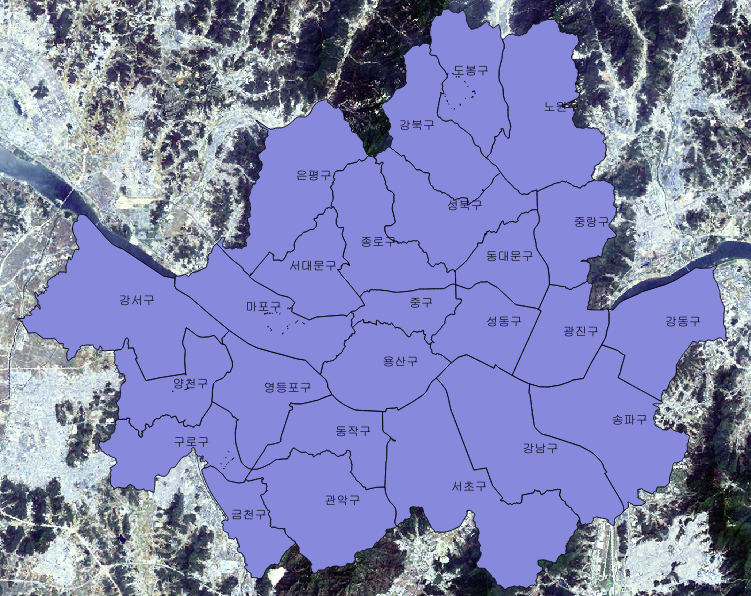 도봉구
노원
강북구
은평구
성북구
중랑구
종로구
동대문구
서대문구
강서구
마포구
중구
성동구
광진구
강동구
용산구
양천구
영등포구
송파구
동작구
구로구
강남구
서초구
관악구
금천구